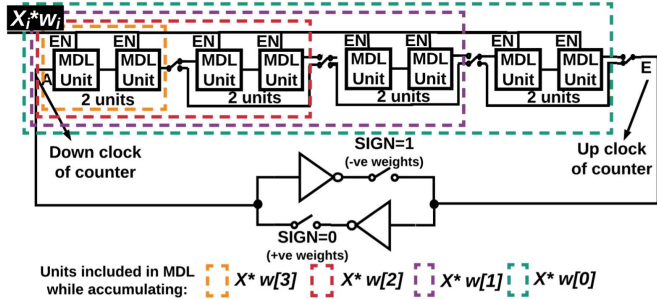 Xi*wi
EN EN EN EN EN EN EN EN
MDL Unit MDL Unit MDL Unit MDL Unit MDL Unit MDL Unit MDL Unit MDL Unit
A E
2 units 2 units 2 units 2 units
Down clock
of counter
SIGN=1
(-ve weights)
Up clock
of counter
SIGN=0
(+ve weights)
Units included in MDL
while accumulating:
X* w[3] X* w[2] X* w[1] X* w[0]